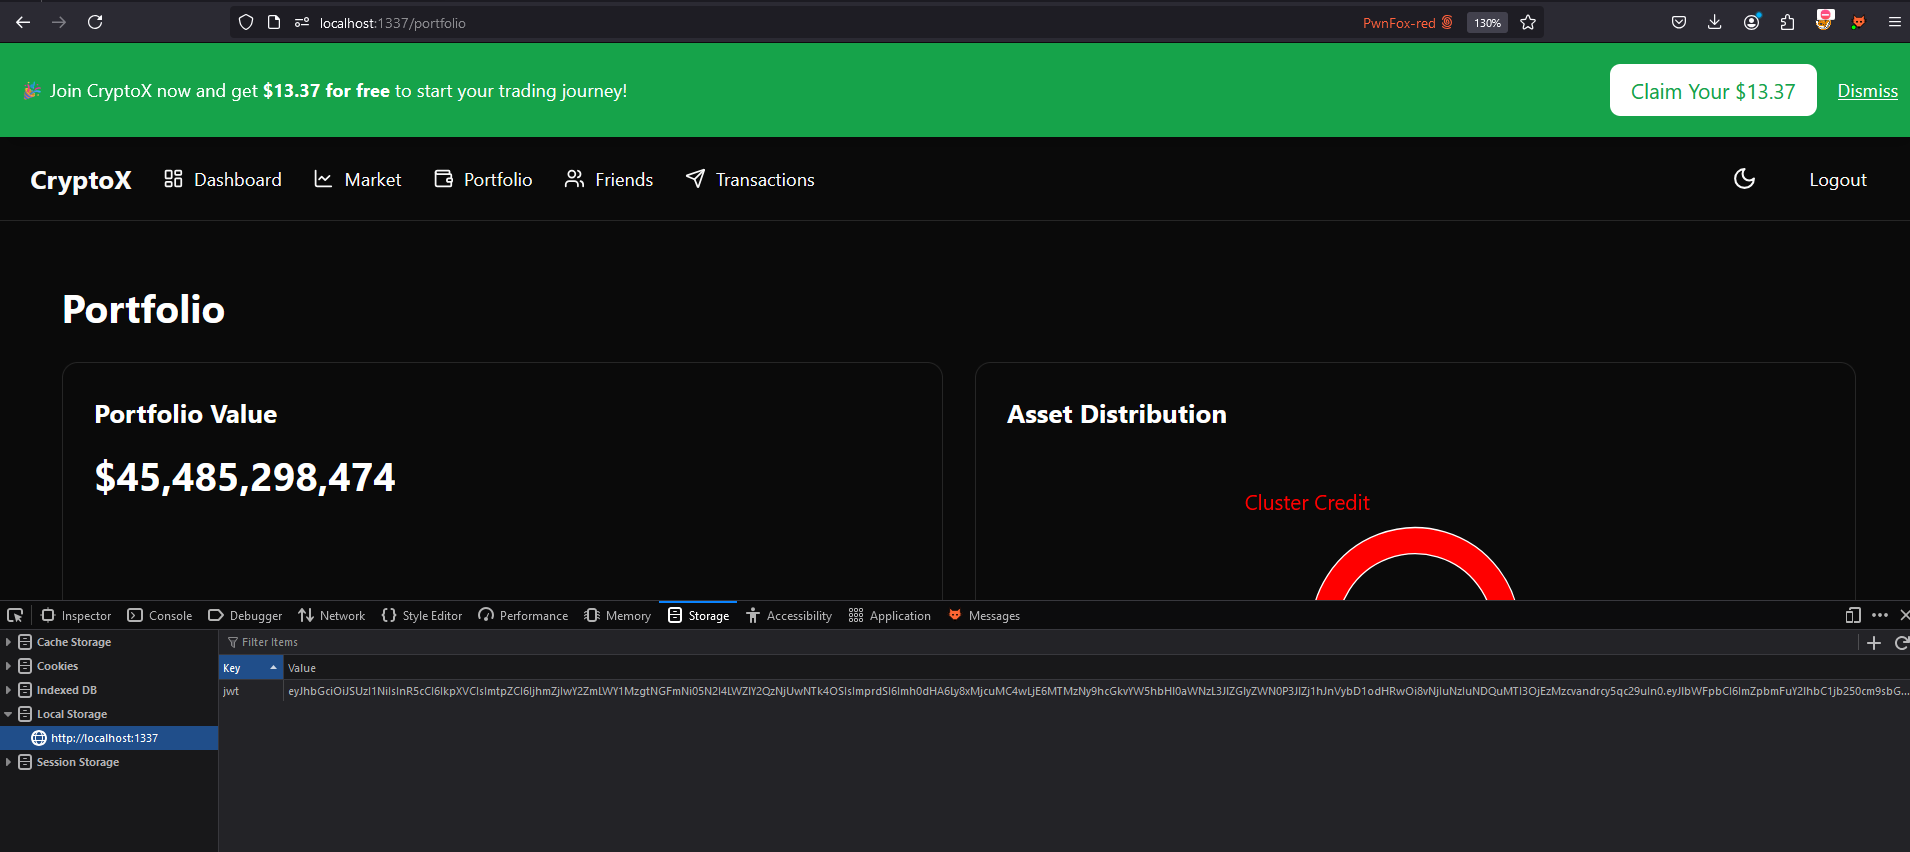 localhost:1337/portfolio
PwnFox-red
130%
Join CryptoX now and get $13.37 for free to start your trading journey!
Claim Your $13.37
Dismiss
CryptoX
Dashboard
Market
Portfolio
Friends
Transactions
Logout
Portfolio
Portfolio Value
$45,485,298,474
Asset Distribution
Cluster Credit
Inspector
Console
Debugger
Network
Style Editor
Performance
Memory
Storage
Accessibility
Application
Messages
Cache Storage
Cookies
Indexed DB
Local Storage
http://localhost:1337
Session Storage
Filter Items
Key
Value
jwt